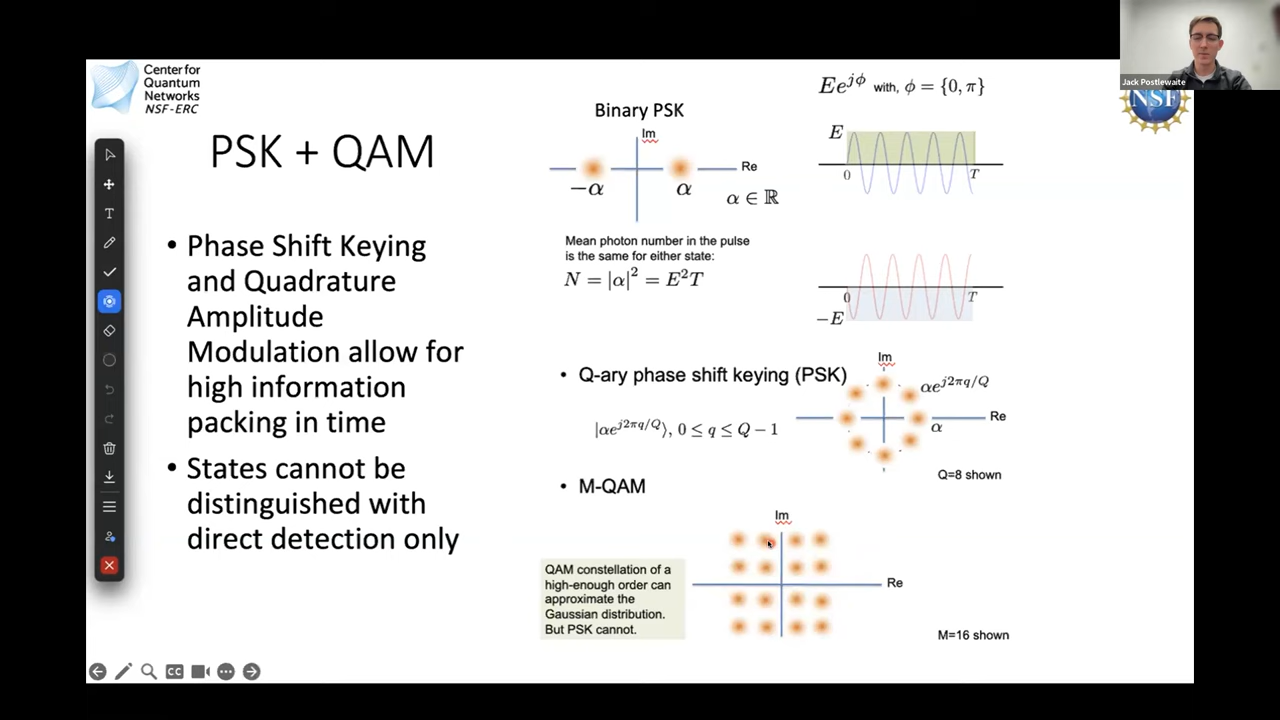 Center for
Quantum
Networks
NSF-ERC
PSK + QAM
• Phase Shift Keying
and Quadrature
Amplitude
Modulation allow for
high information
packing in time
• States cannot be
distinguished with
direct detection only
Binary PSK
Im
Re
−α
α
α ∈ ℝ
Mean photon number in the pulse
is the same for either state:
N = |α|² = E²T
Ee^{jϕ} with, ϕ = {0, π}
E
0
T
0
T
−E
• Q-ary phase shift keying (PSK)
|αe^{j2πq/Q}⟩, 0 ≤ q ≤ Q − 1
Im
αe^{j2πq/Q}
Re
α
Q=8 shown
• M-QAM
Im
Re
QAM constellation of a
high-enough order can
approximate the
Gaussian distribution.
But PSK cannot.
M=16 shown
Jack Postlewaite
NSF
T
CC